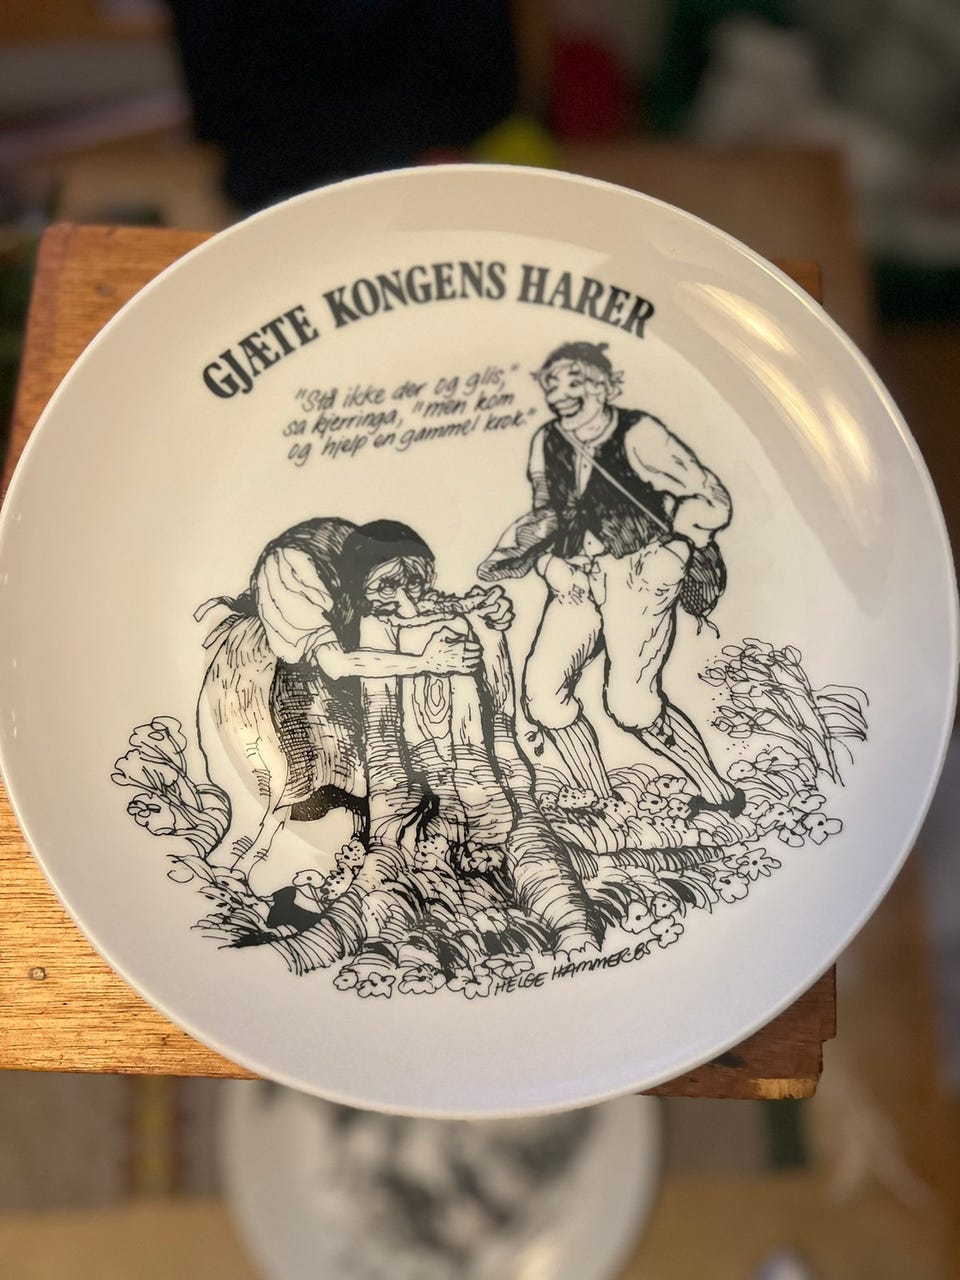 GJÆTE KONGENS HARER
"Stå ikke der og glis,"
sa kjerringa, "men kom
og hjelp en gammel krok."
HELGE HAMMER-85